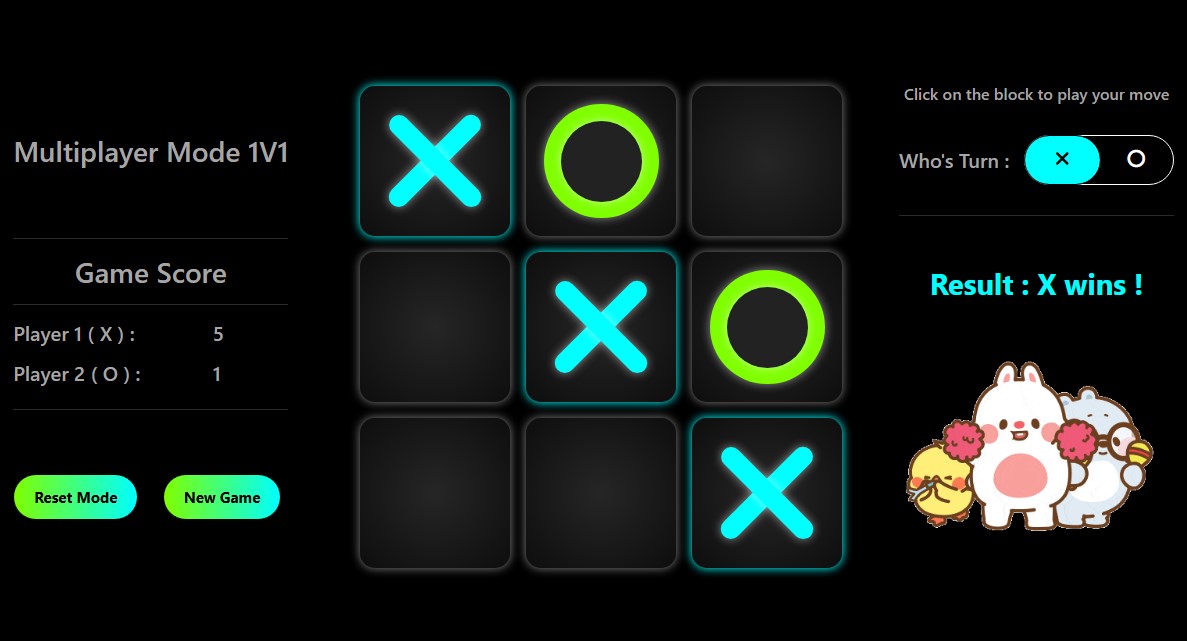 Multiplayer Mode 1V1
Game Score
Player 1 ( X ) : 5
Player 2 ( O ) : 1
Reset Mode New Game
Click on the block to play your move
Who's Turn : × O
Result : X wins !